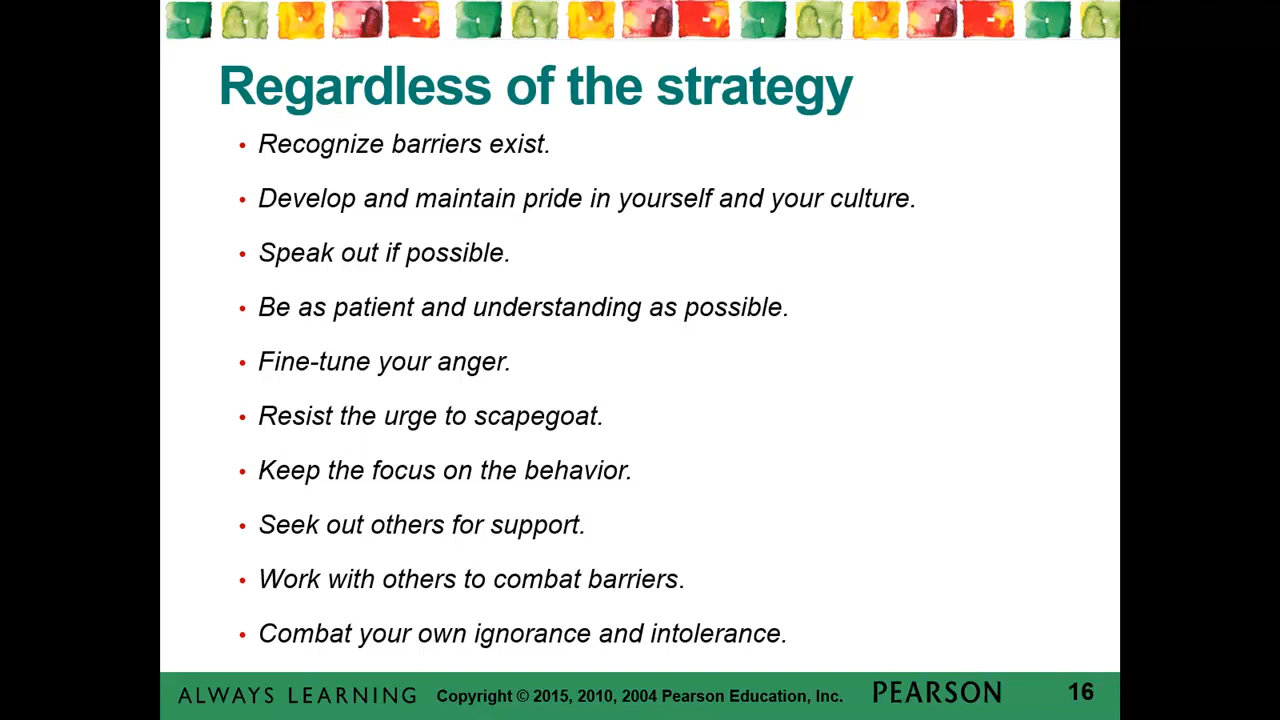 Regardless of the strategy
• Recognize barriers exist.
• Develop and maintain pride in yourself and your culture.
• Speak out if possible.
• Be as patient and understanding as possible.
• Fine-tune your anger.
• Resist the urge to scapegoat.
• Keep the focus on the behavior.
• Seek out others for support.
• Work with others to combat barriers.
• Combat your own ignorance and intolerance.
ALWAYS LEARNING Copyright © 2015, 2010, 2004 Pearson Education, Inc. PEARSON 16